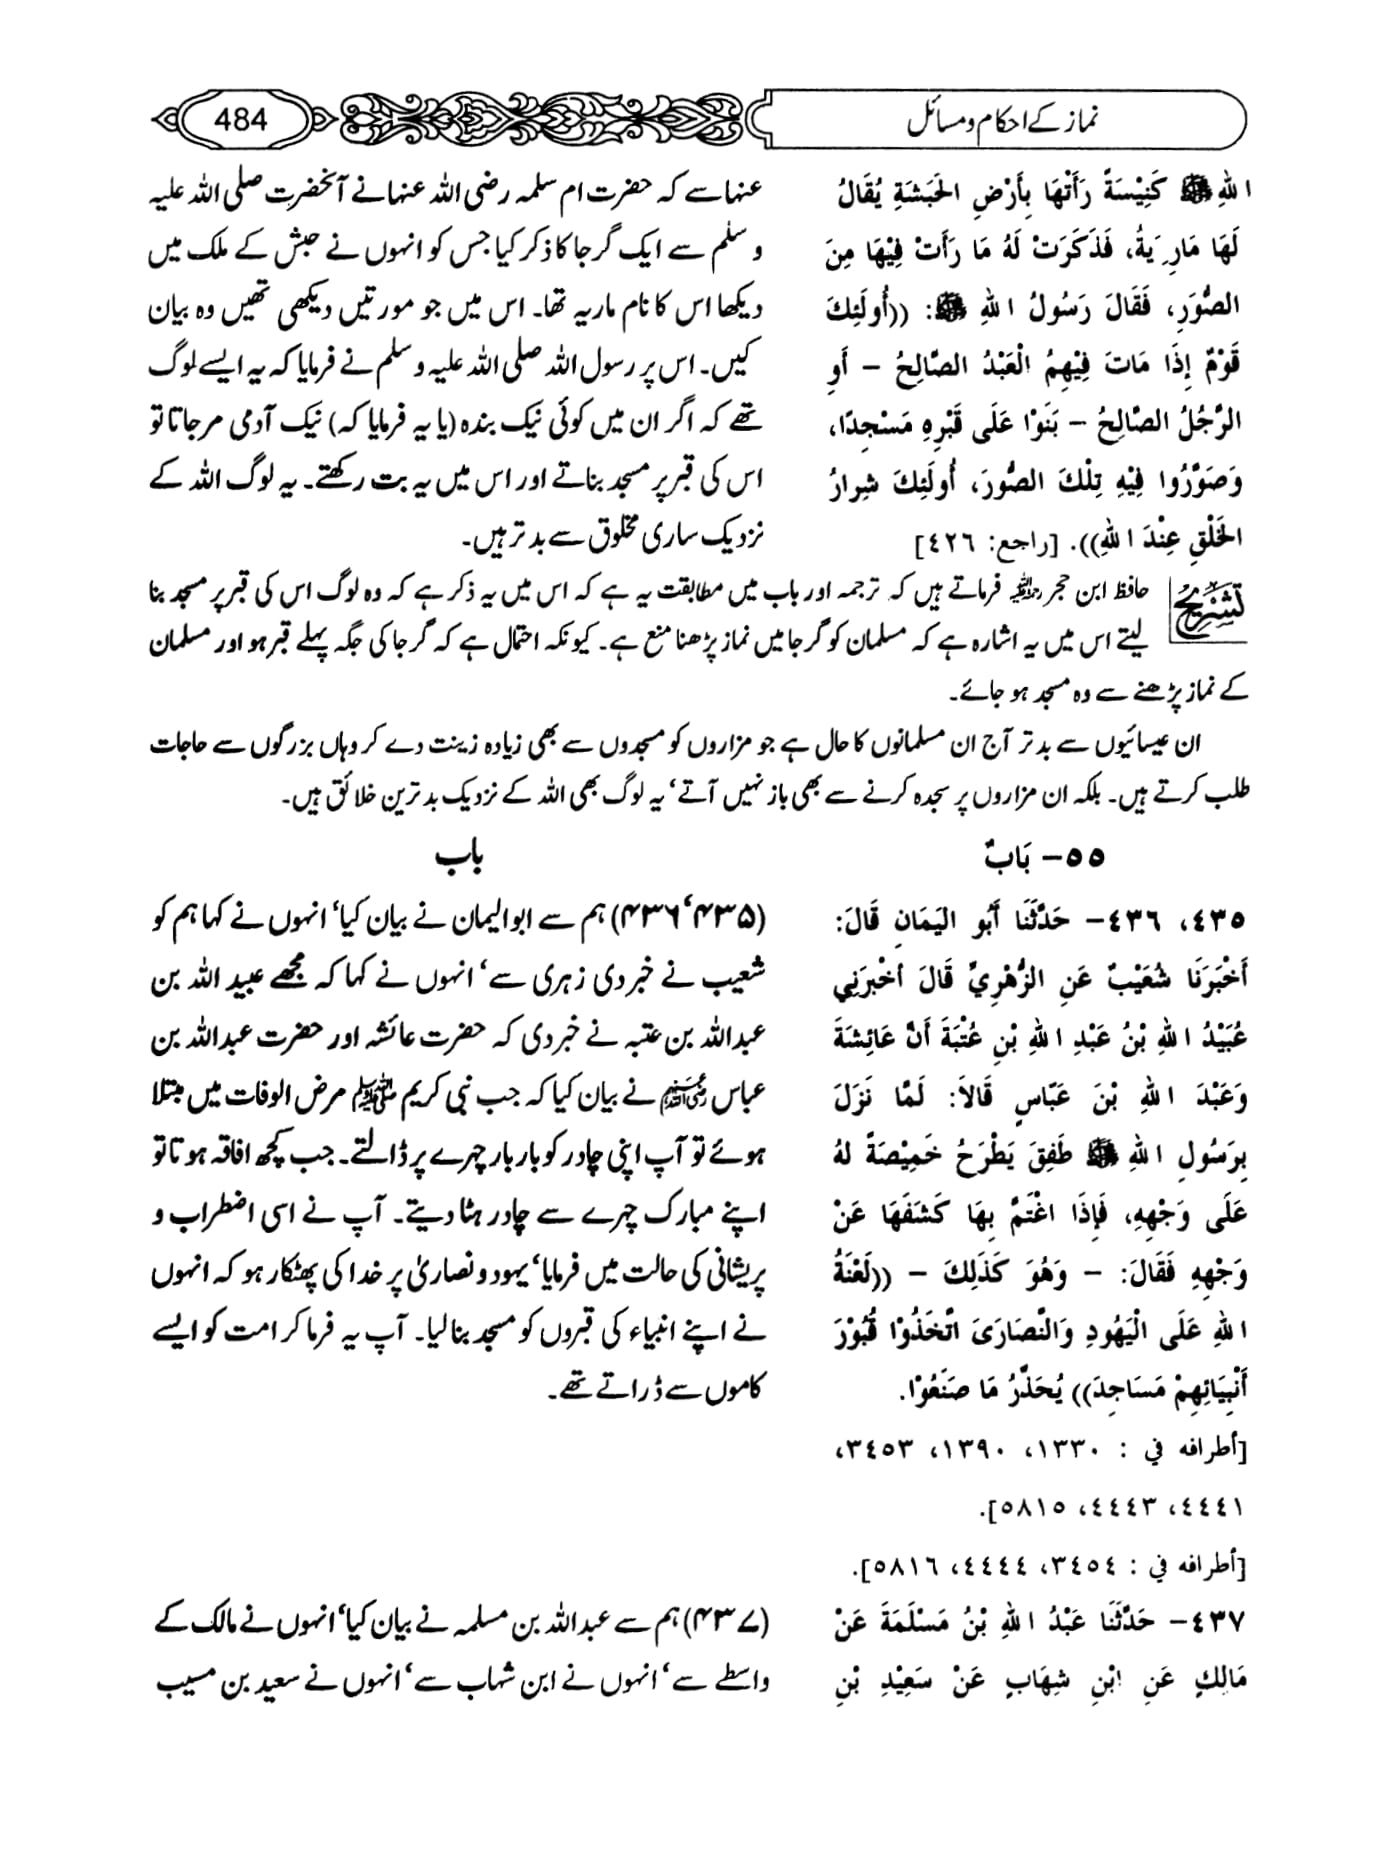 نماز کے احکام و مسائل
484
اللهِ ﷺ كَنِيْسَةً رَأَتْهَا بِأَرْضِ الحَبَشَةِ يُقَالُ
لَهَا مَارِيَةُ، فَذَكَرَتْ لَهُ مَا رَأَتْ فِيْهَا مِنَ
الصُّوَرِ، فَقَالَ رَسُولُ اللهِ ﷺ: ((أُولَئِكَ
قَوْمٌ إِذَا مَاتَ فِيْهِمُ الْعَبْدُ الصَّالِحُ – أَوِ
الرَّجُلُ الصَّالِحُ – بَنَوْا عَلَى قَبْرِهِ مَسْجِدًا،
وَصَوَّرُوا فِيْهِ تِلْكَ الصُّوَرَ، أُولَئِكَ شِرارُ
الخَلْقِ عِنْدَ اللهِ)). [راجع: ٤٢٦]
عنہا سے کہ حضرت ام سلمہ رضی اللہ عنہا نے آنحضرت صلی اللہ علیہ
و سلم سے ایک گرجا کا ذکر کیا جس کو انہوں نے حبش کے ملک میں
دیکھا اس کا نام ماریہ تھا۔ اس میں جو مورتیں دیکھی تھیں وہ بیان
کیں۔ اس پر رسول اللہ صلی اللہ علیہ و سلم نے فرمایا کہ یہ ایسے لوگ
تھے کہ اگر ان میں کوئی نیک بندہ (یا یہ فرمایا کہ) نیک آدمی مر جاتا تو
اس کی قبر پر مسجد بناتے اور اس میں یہ بت رکھتے۔ یہ لوگ اللہ کے
نزدیک ساری مخلوق سے بدتر ہیں۔
تشریح
حافظ ابن حجر رحمۃ اللہ علیہ فرماتے ہیں کہ ترجمہ اور باب میں مطابقت یہ ہے کہ اس میں یہ ذکر ہے کہ وہ لوگ اس کی قبر پر مسجد بنا
لیتے اس میں یہ اشارہ ہے کہ مسلمان کو گرجا میں نماز پڑھنا منع ہے۔ کیونکہ احتمال ہے کہ گرجا کی جگہ پہلے قبر ہو اور مسلمان
کے نماز پڑھنے سے وہ مسجد ہو جائے۔
ان عیسائیوں سے بدتر آج ان مسلمانوں کا حال ہے جو مزاروں کو مسجدوں سے بھی زیادہ زینت دے کر وہاں بزرگوں سے حاجات
طلب کرتے ہیں۔ بلکہ ان مزاروں پر سجدہ کرنے سے بھی باز نہیں آتے‘ یہ لوگ بھی اللہ کے نزدیک بدترین خلائق ہیں۔
٥٥– بَابٌ
باب
٤٣٥، ٤٣٦– حَدَّثَنَا أَبُو اليَمَانِ قَالَ:
أَخْبَرَنَا شُعَيْبٌ عَنِ الزُّهْرِيِّ قَالَ أَخْبرَنِي
عُبَيْدُ اللهِ بْنُ عَبْدِ اللهِ بْنِ عُتْبَةَ أَنَّ عَائِشَةَ
وَعَبْدَ اللهِ بْنَ عَبّاسٍ قَالاَ: لَمَّا نَزَلَ
بِرَسُولِ اللهِ ﷺ طَفِقَ يَطْرَحُ خَمِيْصَةً لَهُ
عَلَى وَجْهِهِ، فَإِذَا اغْتَمَّ بِهَا كَشَفَهَا عَنْ
وَجْهِهِ فَقَالَ: – وَهُوَ كَذَلِكَ – ((لَعْنَةُ
اللهِ عَلَى الْيَهُودِ وَالنَّصَارَى اتَّخَذُوْا قُبُوْرَ
أَنْبِيَائِهِمْ مَسَاجِدَ)) يُحَذِّرُ مَا صَنَعُوْا.
[أطرافه في : ١٣٣٠، ١٣٩٠، ٣٤٥٣،
٤٤٤١، ٤٤٤٣، ٥٨١٥].
[أطرافه في : ٣٤٥٤، ٤٤٤٤، ٥٨١٦].
(۴۳۵‘ ۴۳۶) ہم سے ابوالیمان نے بیان کیا‘ انہوں نے کہا ہم کو
شعیب نے خبر دی زہری سے‘ انہوں نے کہا کہ مجھے عبید اللہ بن
عبداللہ بن عتبہ نے خبر دی کہ حضرت عائشہ اور حضرت عبداللہ بن
عباس رضی اللہ عنہم نے بیان کیا کہ جب نبی کریم ﷺ مرض الوفات میں مبتلا
ہوئے تو آپ اپنی چادر کو بار بار چہرے پر ڈالتے۔ جب کچھ افاقہ ہوتا تو
اپنے مبارک چہرے سے چادر ہٹا دیتے۔ آپ نے اسی اضطراب و
پریشانی کی حالت میں فرمایا‘ یہود و نصاریٰ پر خدا کی پھٹکار ہو کہ انہوں
نے اپنے انبیاء کی قبروں کو مسجد بنا لیا۔ آپ یہ فرما کر امت کو ایسے
کاموں سے ڈراتے تھے۔
٤٣٧– حَدَّثَنَا عَبْدُ اللهِ بْنُ مَسْلَمَةَ عَنْ
مَالِكٍ عَنِ ابْنِ شِهَابٍ عَنْ سَعِيْدِ بْنِ
(۴۳۷) ہم سے عبداللہ بن مسلمہ نے بیان کیا‘ انہوں نے مالک کے
واسطے سے‘ انہوں نے ابن شہاب سے‘ انہوں نے سعید بن مسیب